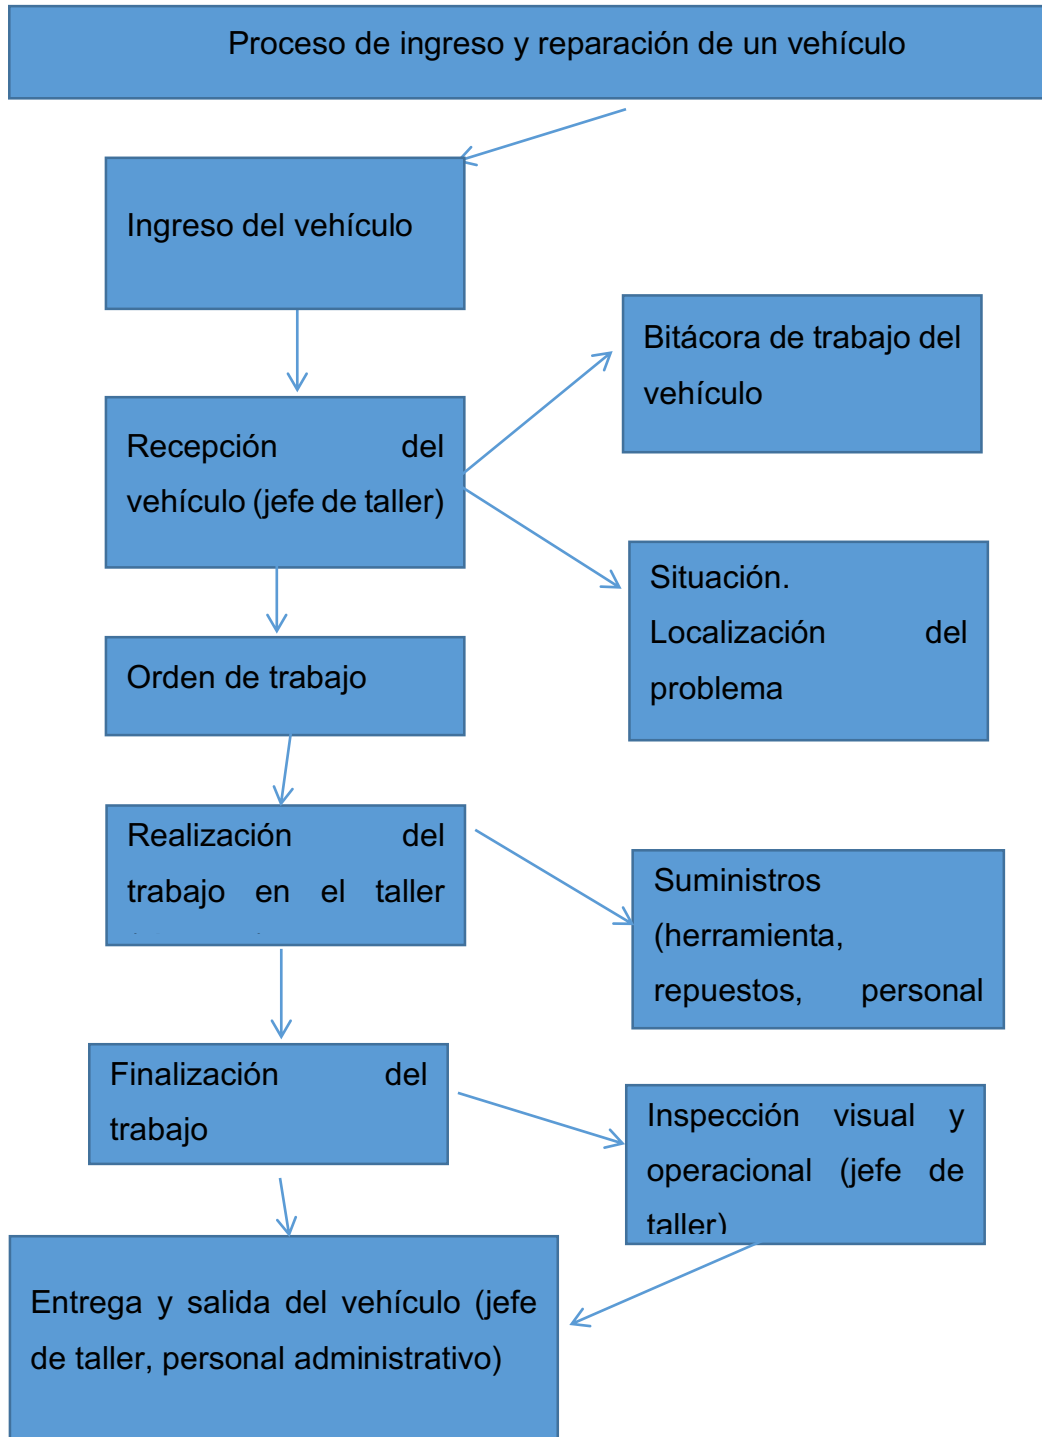 Proceso de ingreso y reparación de un vehículo
Ingreso del vehículo
Bitácora de trabajo del
vehículo
Recepción del
vehículo (jefe de taller)
Situación.
Localización del
problema
Orden de trabajo
Realización del
trabajo en el taller
Suministros
(herramienta,
repuestos, personal
Finalización del
trabajo
Inspección visual y
operacional (jefe de
taller)
Entrega y salida del vehículo (jefe
de taller, personal administrativo)